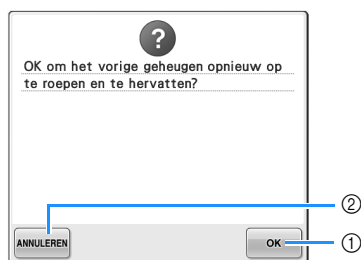 ?
OK om het vorige geheugen opnieuw op
te roepen en te hervatten?
②
ANNULEREN OK ①